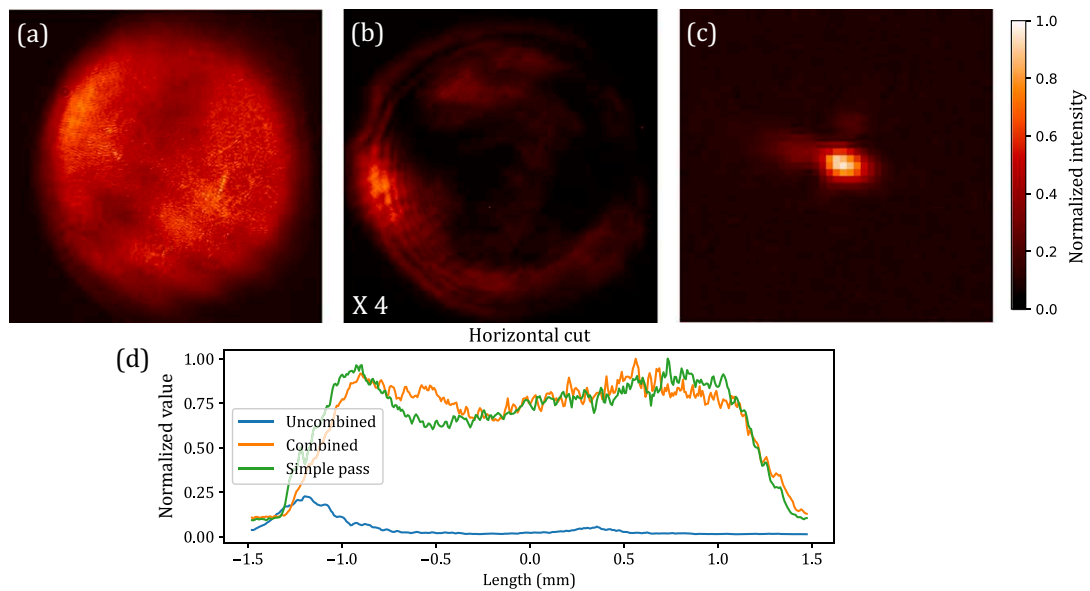 (a)
(b)
X 4
(c)
1.0
0.8
0.6
0.4
0.2
0.0
Normalized intensity
(d)
Horizontal cut
1.00
0.75
0.50
0.25
0.00
Normalized value
Uncombined
Combined
Simple pass
−1.5 −1.0 −0.5 0.0 0.5 1.0 1.5
Length (mm)